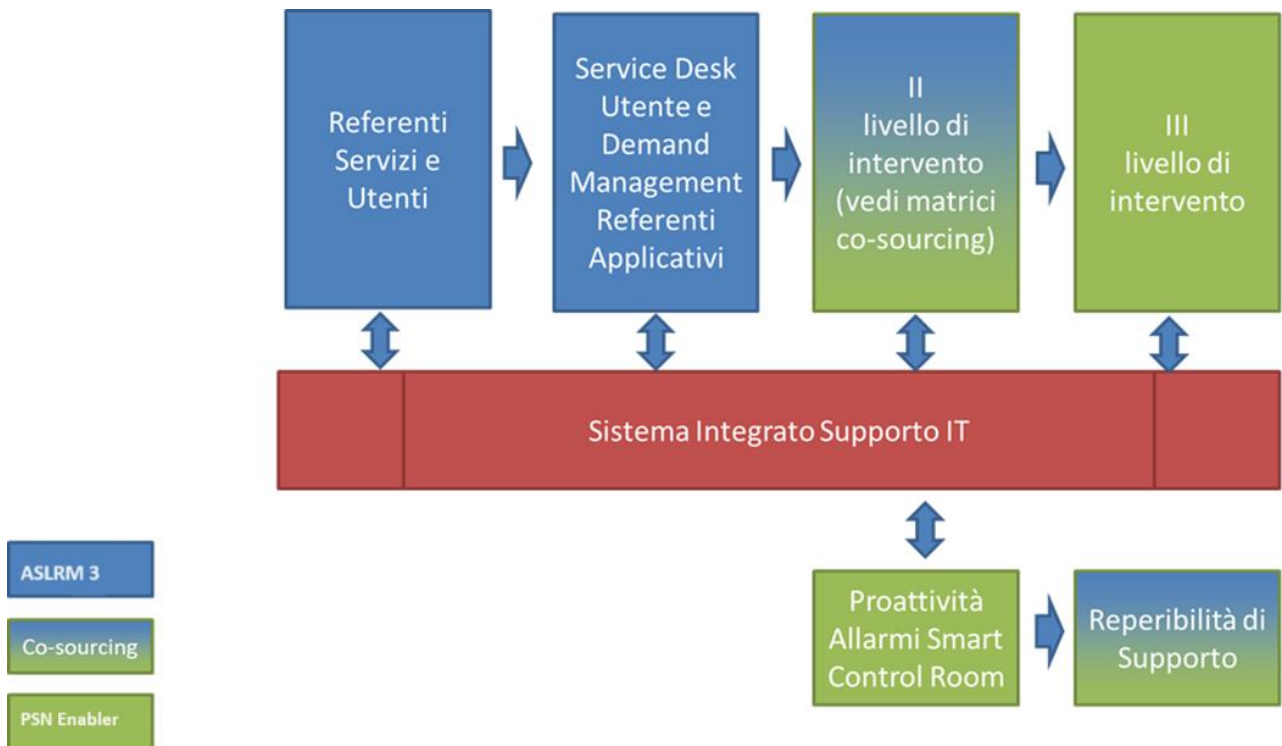 Referenti
Servizi e
Utenti
Service Desk
Utente e
Demand
Management
Referenti
Applicativi
II
livello di
intervento
(vedi matrici
co-sourcing)
III
livello di
intervento
Sistema Integrato Supporto IT
Proattività
Allarmi Smart
Control Room
Reperibilità di
Supporto
ASLRM 3
Co-sourcing
PSN Enabler